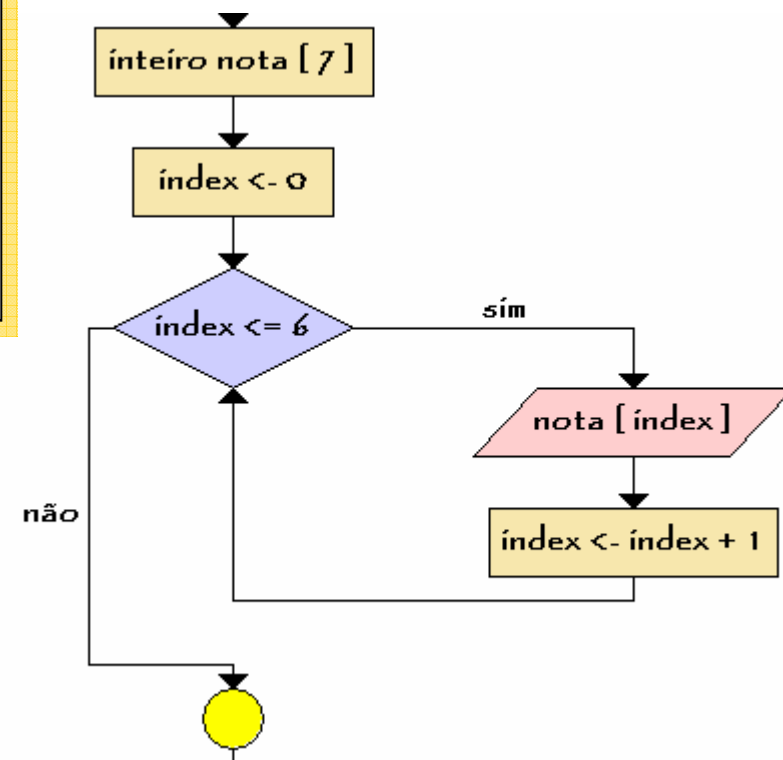 inteiro nota [ 7 ]
index <- 0
index <= 6
sim
nota [ index ]
não
index <- index + 1